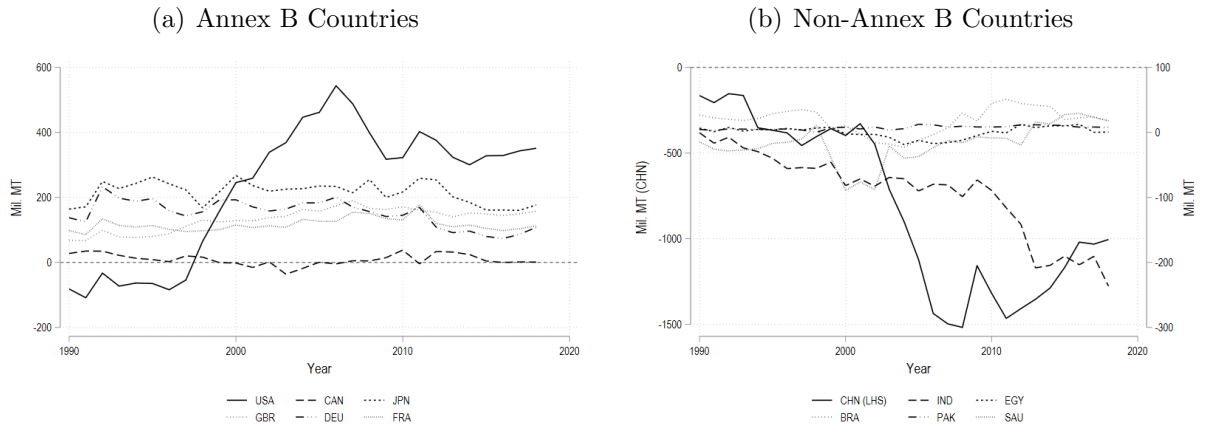 (a) Annex B Countries
600
400
200
0
-200
Mil. MT
1990
2000
2010
2020
Year
USA
CAN
JPN
GBR
DEU
FRA
(b) Non-Annex B Countries
0
-500
-1000
-1500
Mil. MT (CHN)
100
0
-100
-200
-300
Mil. MT
1990
2000
2010
2020
Year
CHN (LHS)
IND
EGY
BRA
PAK
SAU